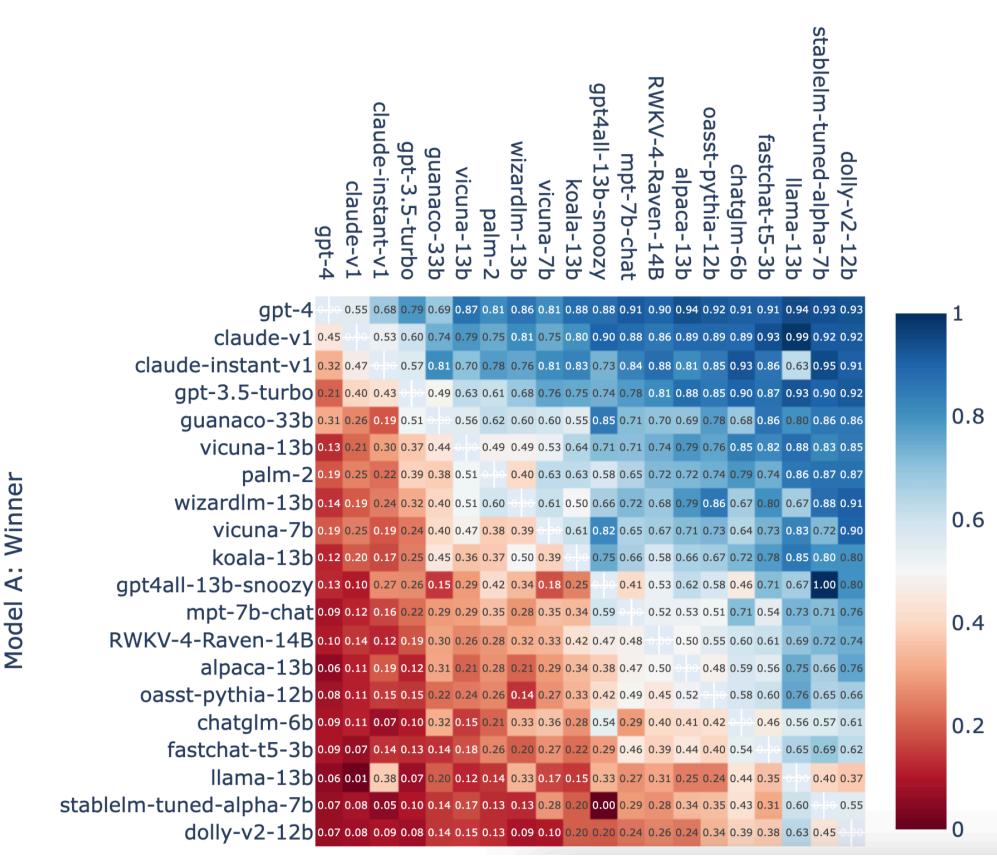 gpt-4
claude-v1
claude-instant-v1
gpt-3.5-turbo
guanaco-33b
vicuna-13b
palm-2
wizardlm-13b
vicuna-7b
koala-13b
gpt4all-13b-snoozy
mpt-7b-chat
RWKV-4-Raven-14B
alpaca-13b
oasst-pythia-12b
chatglm-6b
fastchat-t5-3b
llama-13b
stablelm-tuned-alpha-7b
dolly-v2-12b
Model A: Winner
gpt-4 0.55 0.68 0.79 0.69 0.87 0.81 0.86 0.81 0.88 0.88 0.91 0.90 0.94 0.92 0.91 0.91 0.94 0.93 0.93
claude-v1 0.45 0.53 0.60 0.74 0.79 0.75 0.81 0.75 0.80 0.90 0.88 0.86 0.89 0.89 0.89 0.93 0.99 0.92 0.92
claude-instant-v1 0.32 0.47 0.57 0.81 0.70 0.78 0.76 0.81 0.83 0.73 0.84 0.88 0.81 0.85 0.93 0.86 0.63 0.95 0.91
gpt-3.5-turbo 0.21 0.40 0.43 0.49 0.63 0.61 0.68 0.76 0.75 0.74 0.78 0.81 0.88 0.85 0.90 0.87 0.93 0.90 0.92
guanaco-33b 0.31 0.26 0.19 0.51 0.56 0.62 0.60 0.60 0.55 0.85 0.71 0.70 0.69 0.78 0.68 0.86 0.80 0.86 0.86
vicuna-13b 0.13 0.21 0.30 0.37 0.44 0.49 0.49 0.53 0.64 0.71 0.71 0.74 0.79 0.76 0.85 0.82 0.88 0.83 0.85
palm-2 0.19 0.25 0.22 0.39 0.38 0.51 0.40 0.63 0.63 0.58 0.65 0.72 0.72 0.74 0.79 0.74 0.86 0.87 0.87
wizardlm-13b 0.14 0.19 0.24 0.32 0.40 0.51 0.60 0.61 0.50 0.66 0.72 0.68 0.79 0.86 0.67 0.80 0.67 0.88 0.91
vicuna-7b 0.19 0.25 0.19 0.24 0.40 0.47 0.38 0.39 0.61 0.82 0.65 0.67 0.71 0.73 0.64 0.73 0.83 0.72 0.90
koala-13b 0.12 0.20 0.17 0.25 0.45 0.36 0.37 0.50 0.39 0.75 0.66 0.58 0.66 0.67 0.72 0.78 0.85 0.80 0.80
gpt4all-13b-snoozy 0.13 0.10 0.27 0.26 0.15 0.29 0.42 0.34 0.18 0.25 0.41 0.53 0.62 0.58 0.46 0.71 0.67 1.00 0.80
mpt-7b-chat 0.09 0.12 0.16 0.22 0.29 0.29 0.35 0.28 0.35 0.34 0.59 0.52 0.53 0.51 0.71 0.54 0.73 0.71 0.76
RWKV-4-Raven-14B 0.10 0.14 0.12 0.19 0.30 0.26 0.28 0.32 0.33 0.42 0.47 0.48 0.50 0.55 0.60 0.61 0.69 0.72 0.74
alpaca-13b 0.06 0.11 0.19 0.12 0.31 0.21 0.28 0.21 0.29 0.34 0.38 0.47 0.50 0.48 0.59 0.56 0.75 0.66 0.76
oasst-pythia-12b 0.08 0.11 0.15 0.15 0.22 0.24 0.26 0.14 0.27 0.33 0.42 0.49 0.45 0.52 0.58 0.60 0.76 0.65 0.66
chatglm-6b 0.09 0.11 0.07 0.10 0.32 0.15 0.21 0.33 0.36 0.28 0.54 0.29 0.40 0.41 0.42 0.46 0.56 0.57 0.61
fastchat-t5-3b 0.09 0.07 0.14 0.13 0.14 0.18 0.26 0.20 0.27 0.22 0.29 0.46 0.39 0.44 0.40 0.54 0.65 0.69 0.62
llama-13b 0.06 0.01 0.38 0.07 0.20 0.12 0.14 0.33 0.17 0.15 0.33 0.27 0.31 0.25 0.24 0.44 0.35 0.40 0.37
stablelm-tuned-alpha-7b 0.07 0.08 0.05 0.10 0.14 0.17 0.13 0.13 0.28 0.20 0.00 0.29 0.28 0.34 0.35 0.43 0.31 0.60 0.55
dolly-v2-12b 0.07 0.08 0.09 0.08 0.14 0.15 0.13 0.09 0.10 0.20 0.20 0.24 0.26 0.24 0.34 0.39 0.38 0.63 0.45
1
0.8
0.6
0.4
0.2
0